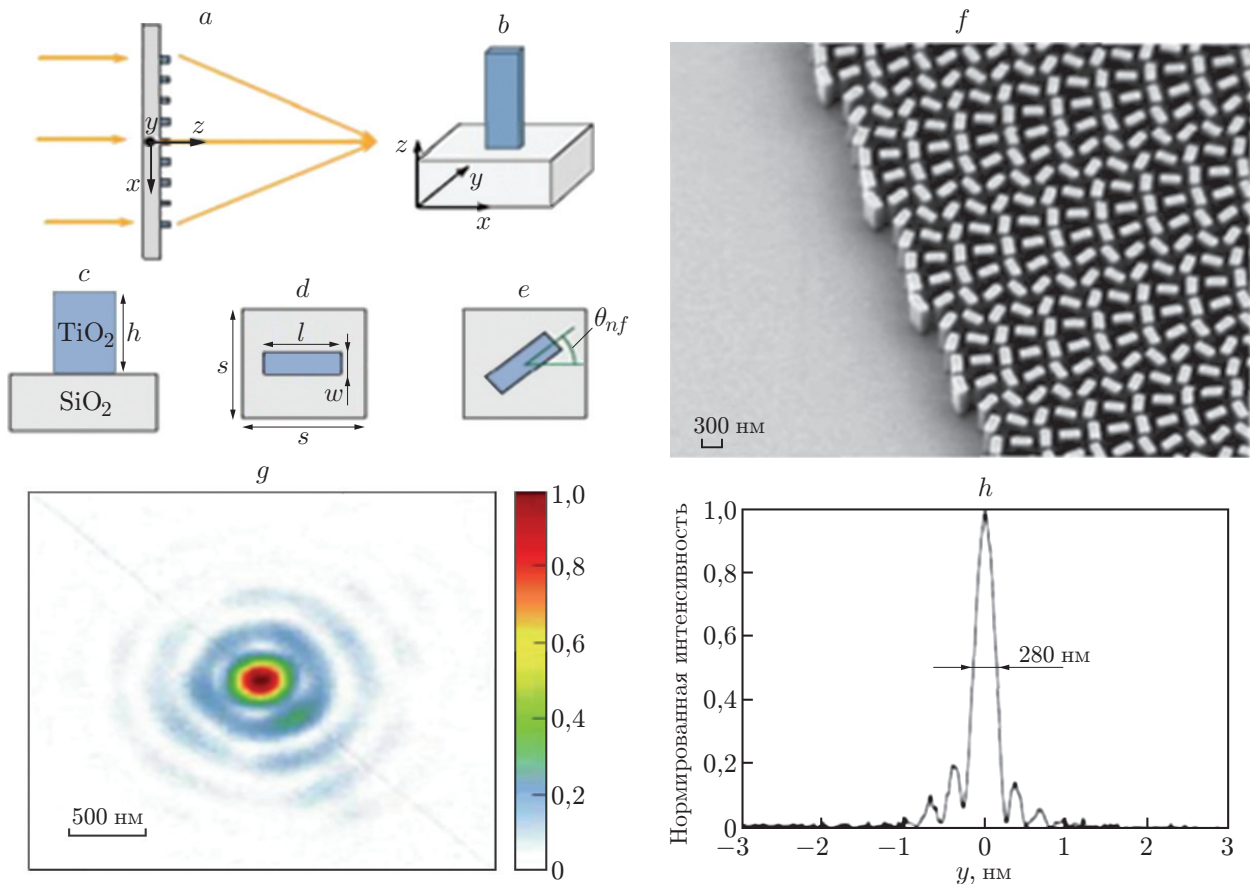 a
y
z
x
b
z
y
x
c
TiO₂
h
SiO₂
d
l
s
w
s
e
θnf
f
300 нм
g
500 нм
1,0
0,8
0,6
0,4
0,2
0
h
Нормированная интенсивность
1,0
0,8
0,6
0,4
0,2
0
280 нм
−3 −2 −1 0 1 2 3
y, нм